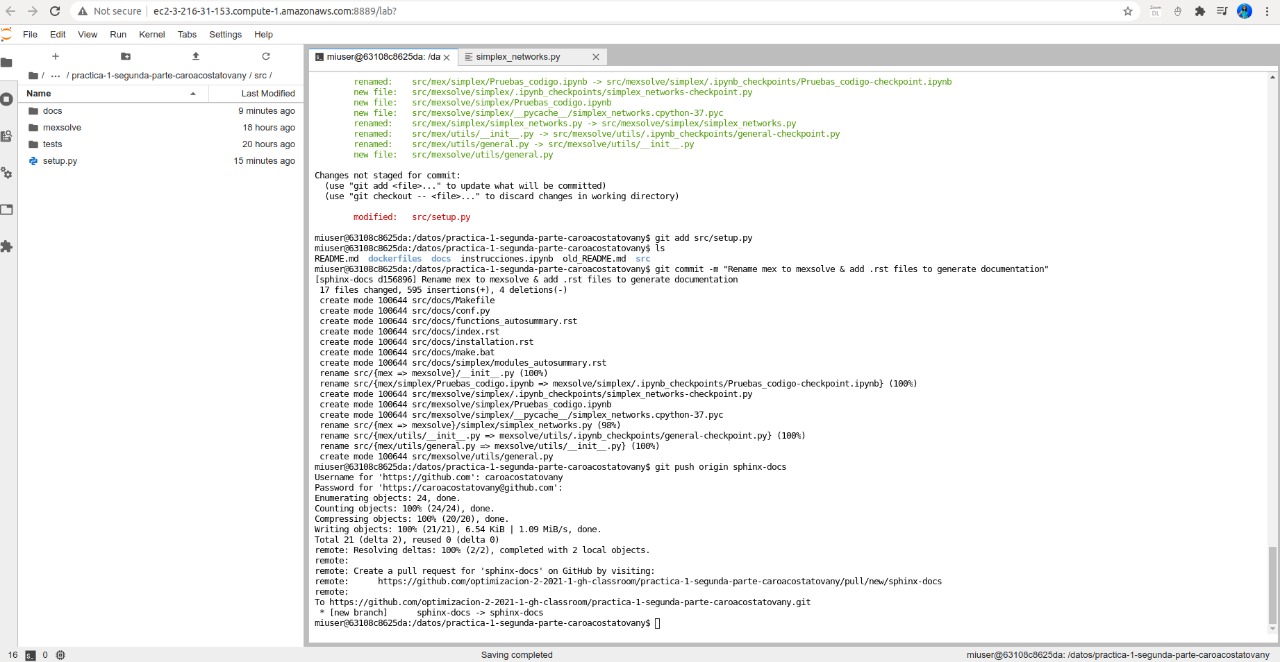 Not secure | ec2-3-216-31-153.compute-1.amazonaws.com:8889/lab?
File Edit View Run Kernel Tabs Settings Help
miuser@63108c8625da: /da
simplex_networks.py
/ ··· / practica-1-segunda-parte-caroacostatovany / src /
Name Last Modified
docs 9 minutes ago
mexsolve 18 hours ago
tests 20 hours ago
setup.py 15 minutes ago
renamed: src/mex/simplex/Pruebas_codigo.ipynb -> src/mexsolve/simplex/.ipynb_checkpoints/Pruebas_codigo-checkpoint.ipynb
new file: src/mexsolve/simplex/.ipynb_checkpoints/simplex_networks-checkpoint.py
new file: src/mexsolve/simplex/Pruebas_codigo.ipynb
new file: src/mexsolve/simplex/__pycache__/simplex_networks.cpython-37.pyc
renamed: src/mex/simplex/simplex_networks.py -> src/mexsolve/simplex/simplex_networks.py
renamed: src/mex/utils/__init__.py -> src/mexsolve/utils/.ipynb_checkpoints/general-checkpoint.py
renamed: src/mex/utils/general.py -> src/mexsolve/utils/__init__.py
new file: src/mexsolve/utils/general.py
Changes not staged for commit:
(use "git add <file>..." to update what will be committed)
(use "git checkout -- <file>..." to discard changes in working directory)
modified: src/setup.py
miuser@63108c8625da:/datos/practica-1-segunda-parte-caroacostatovany$ git add src/setup.py
miuser@63108c8625da:/datos/practica-1-segunda-parte-caroacostatovany$ ls
README.md dockerfiles docs instrucciones.ipynb old_README.md src
miuser@63108c8625da:/datos/practica-1-segunda-parte-caroacostatovany$ git commit -m "Rename mex to mexsolve & add .rst files to generate documentation"
[sphinx-docs d156896] Rename mex to mexsolve & add .rst files to generate documentation
17 files changed, 595 insertions(+), 4 deletions(-)
create mode 100644 src/docs/Makefile
create mode 100644 src/docs/conf.py
create mode 100644 src/docs/functions_autosummary.rst
create mode 100644 src/docs/index.rst
create mode 100644 src/docs/installation.rst
create mode 100644 src/docs/make.bat
create mode 100644 src/docs/simplex/modules_autosummary.rst
rename src/{mex => mexsolve}/__init__.py (100%)
rename src/{mex/simplex/Pruebas_codigo.ipynb => mexsolve/simplex/.ipynb_checkpoints/Pruebas_codigo-checkpoint.ipynb} (100%)
create mode 100644 src/mexsolve/simplex/.ipynb_checkpoints/simplex_networks-checkpoint.py
create mode 100644 src/mexsolve/simplex/Pruebas_codigo.ipynb
create mode 100644 src/mexsolve/simplex/__pycache__/simplex_networks.cpython-37.pyc
rename src/{mex => mexsolve}/simplex/simplex_networks.py (98%)
rename src/{mex/utils/__init__.py => mexsolve/utils/.ipynb_checkpoints/general-checkpoint.py} (100%)
rename src/{mex/utils/general.py => mexsolve/utils/__init__.py} (100%)
create mode 100644 src/mexsolve/utils/general.py
miuser@63108c8625da:/datos/practica-1-segunda-parte-caroacostatovany$ git push origin sphinx-docs
Username for 'https://github.com': caroacostatovany
Password for 'https://caroacostatovany@github.com':
Enumerating objects: 24, done.
Counting objects: 100% (24/24), done.
Compressing objects: 100% (20/20), done.
Writing objects: 100% (21/21), 6.54 KiB | 1.09 MiB/s, done.
Total 21 (delta 2), reused 0 (delta 0)
remote: Resolving deltas: 100% (2/2), completed with 2 local objects.
remote:
remote: Create a pull request for 'sphinx-docs' on GitHub by visiting:
remote: https://github.com/optimizacion-2-2021-1-gh-classroom/practica-1-segunda-parte-caroacostatovany/pull/new/sphinx-docs
remote:
To https://github.com/optimizacion-2-2021-1-gh-classroom/practica-1-segunda-parte-caroacostatovany.git
* [new branch] sphinx-docs -> sphinx-docs
miuser@63108c8625da:/datos/practica-1-segunda-parte-caroacostatovany$
16 0 Saving completed miuser@63108c8625da: /datos/practica-1-segunda-parte-caroacostatovany